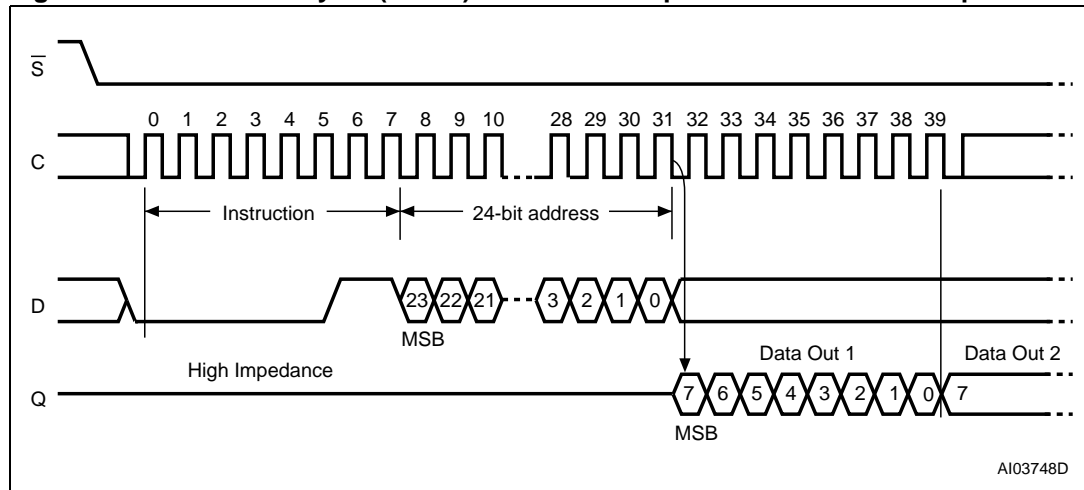 S
0 1 2 3 4 5 6 7 8 9 10 28 29 30 31 32 33 34 35 36 37 38 39
C
Instruction 24-bit address
D
23 22 21 3 2 1 0
MSB
High Impedance
Data Out 1 Data Out 2
Q
7 6 5 4 3 2 1 0 7
MSB
AI03748D